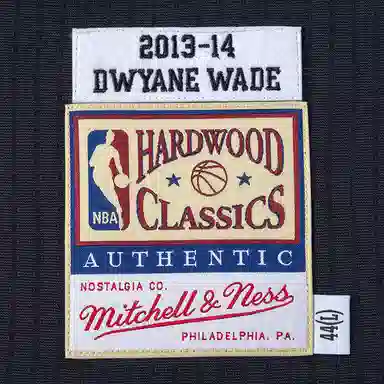 2013-14
DWYANE WADE
HARDWOOD
NBA
CLASSICS
AUTHENTIC
NOSTALGIA CO.
Mitchell & Ness
PHILADELPHIA, PA.
44(L)